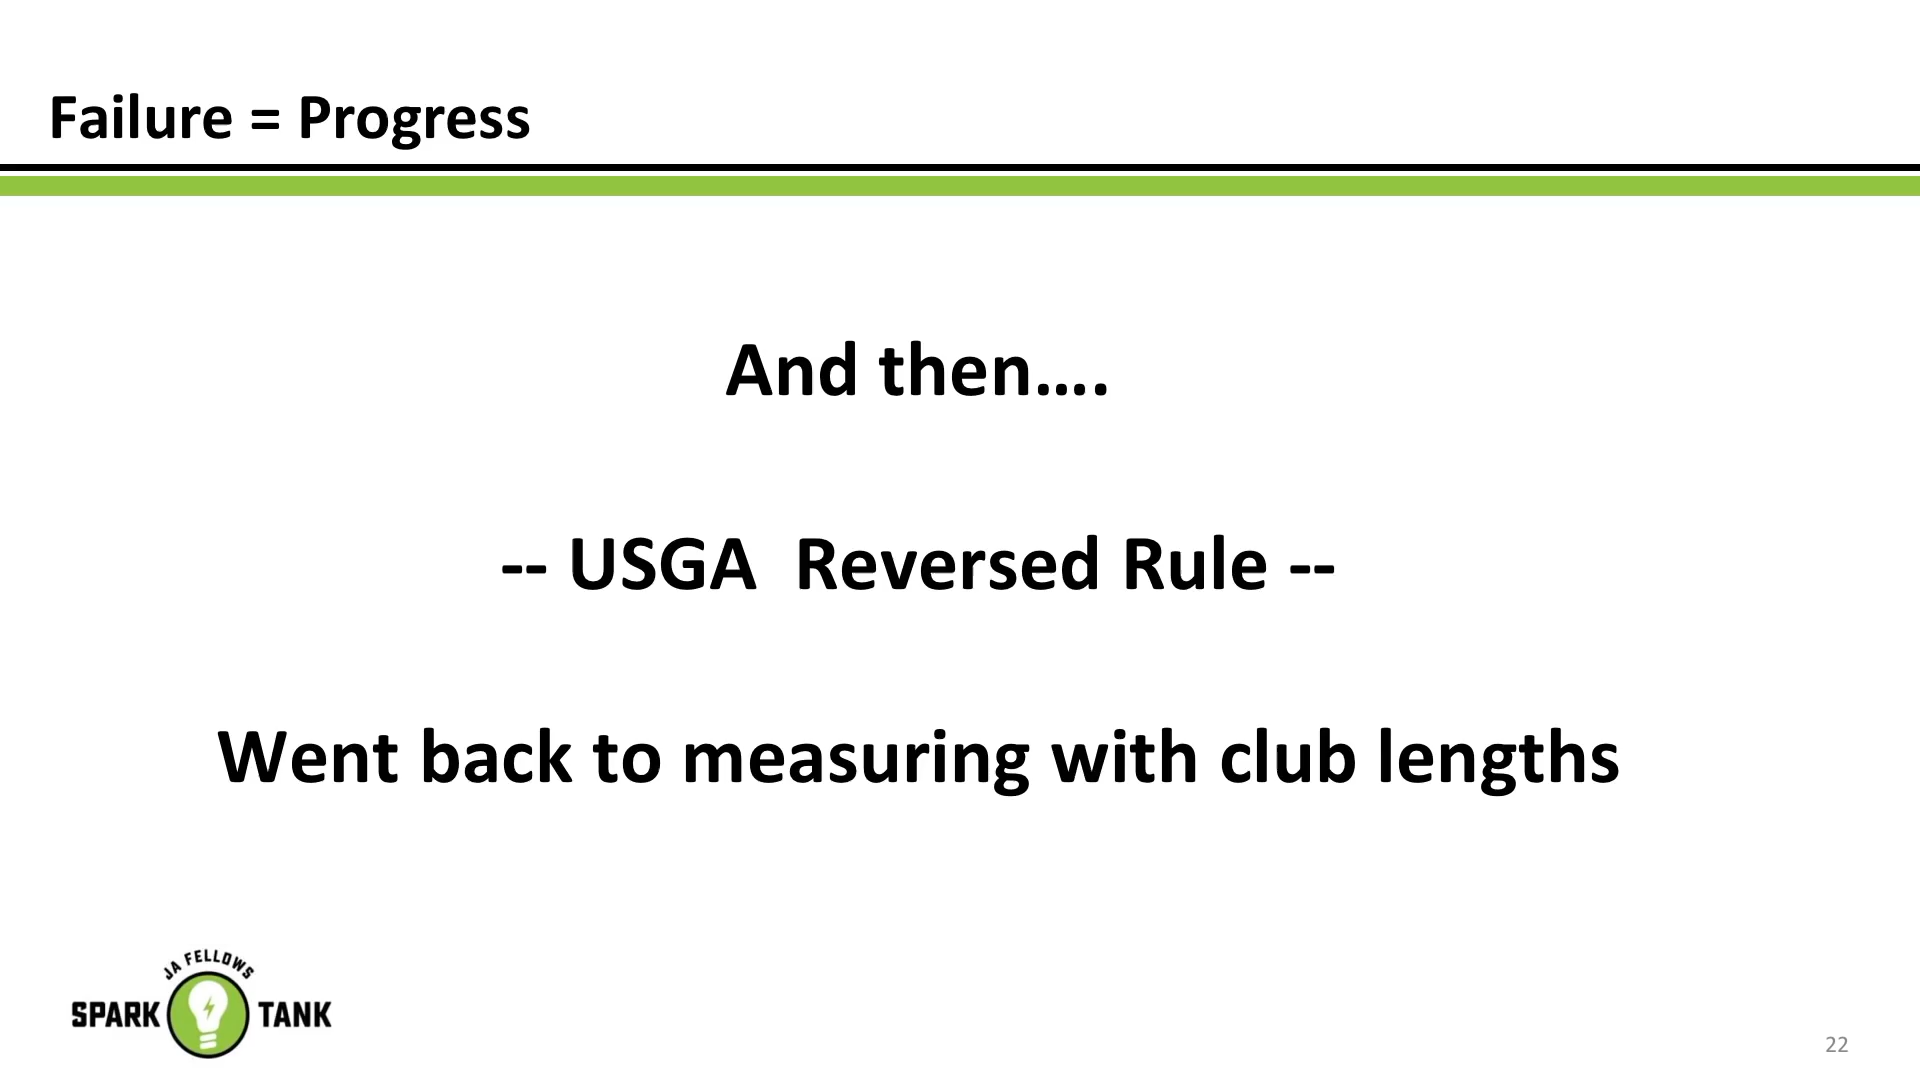 Failure = Progress
And then….
-- USGA  Reversed Rule --
Went back to measuring with club lengths
JA FELLOWS
SPARK TANK
22